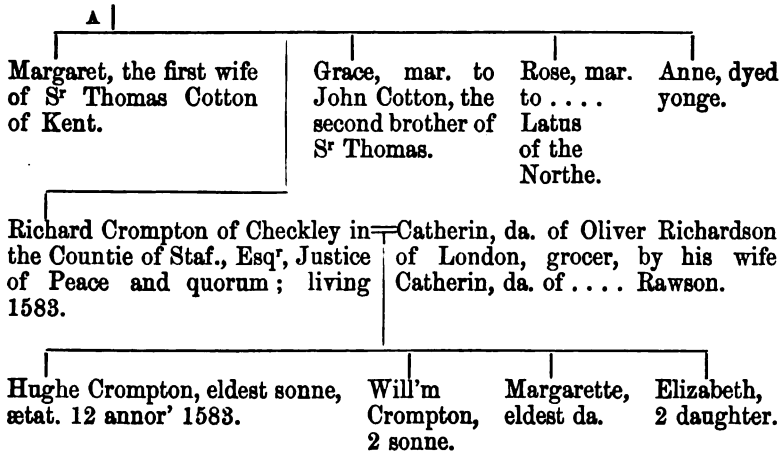 A
Margaret, the first wife
of Sʳ Thomas Cotton
of Kent.
Grace, mar. to
John Cotton, the
second brother of
Sʳ Thomas.
Rose, mar.
to . . . .
Latus
of the
Northe.
Anne, dyed
yonge.
Richard Crompton of Checkley in
the Countie of Staf., Esqʳ, Justice
of Peace and quorum ; living
1583.
Catherin, da. of Oliver Richardson
of London, grocer, by his wife
Catherin, da. of . . . . Rawson.
Hughe Crompton, eldest sonne,
ætat. 12 annor' 1583.
Will'm
Crompton,
2 sonne.
Margarette,
eldest da.
Elizabeth,
2 daughter.